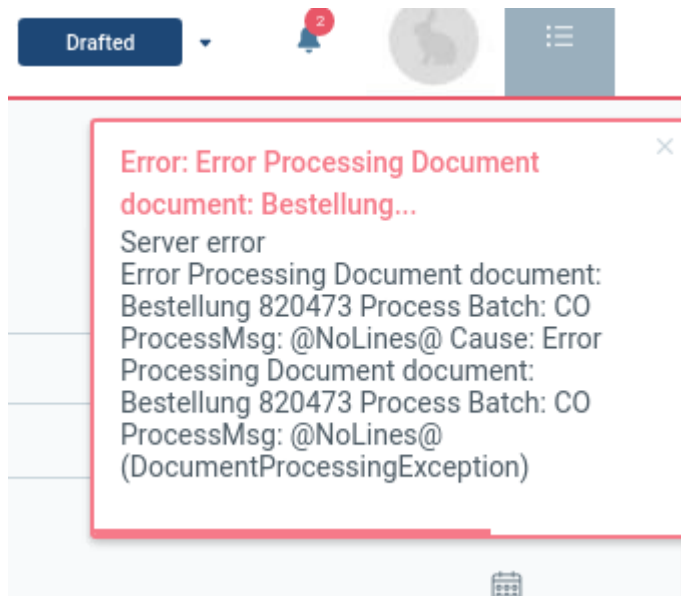 Drafted
2
Error: Error Processing Document
document: Bestellung...
Server error
Error Processing Document document:
Bestellung 820473 Process Batch: CO
ProcessMsg: @NoLines@ Cause: Error
Processing Document document:
Bestellung 820473 Process Batch: CO
ProcessMsg: @NoLines@
(DocumentProcessingException)